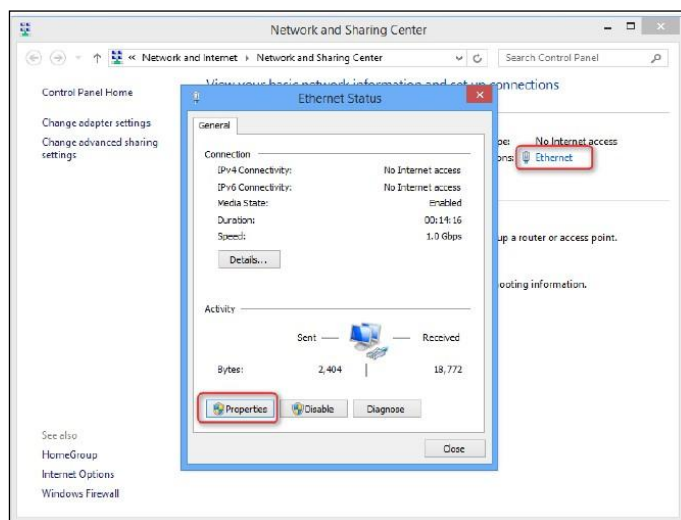 Network and Sharing Center
« Network and Internet › Network and Sharing Center
Search Control Panel
Control Panel Home
Change adapter settings
Change advanced sharing
settings
See also
HomeGroup
Internet Options
Windows Firewall
View your basic network information and set up connections
No Internet access
Ethernet
up a router or access point.
ooting information.
Ethernet Status
General
Connection
IPv4 Connectivity: No Internet access
IPv6 Connectivity: No Internet access
Media State: Enabled
Duration: 00:14:16
Speed: 1.0 Gbps
Details...
Activity
Sent — — Received
Bytes: 2,404 18,772
Properties Disable Diagnose
Close